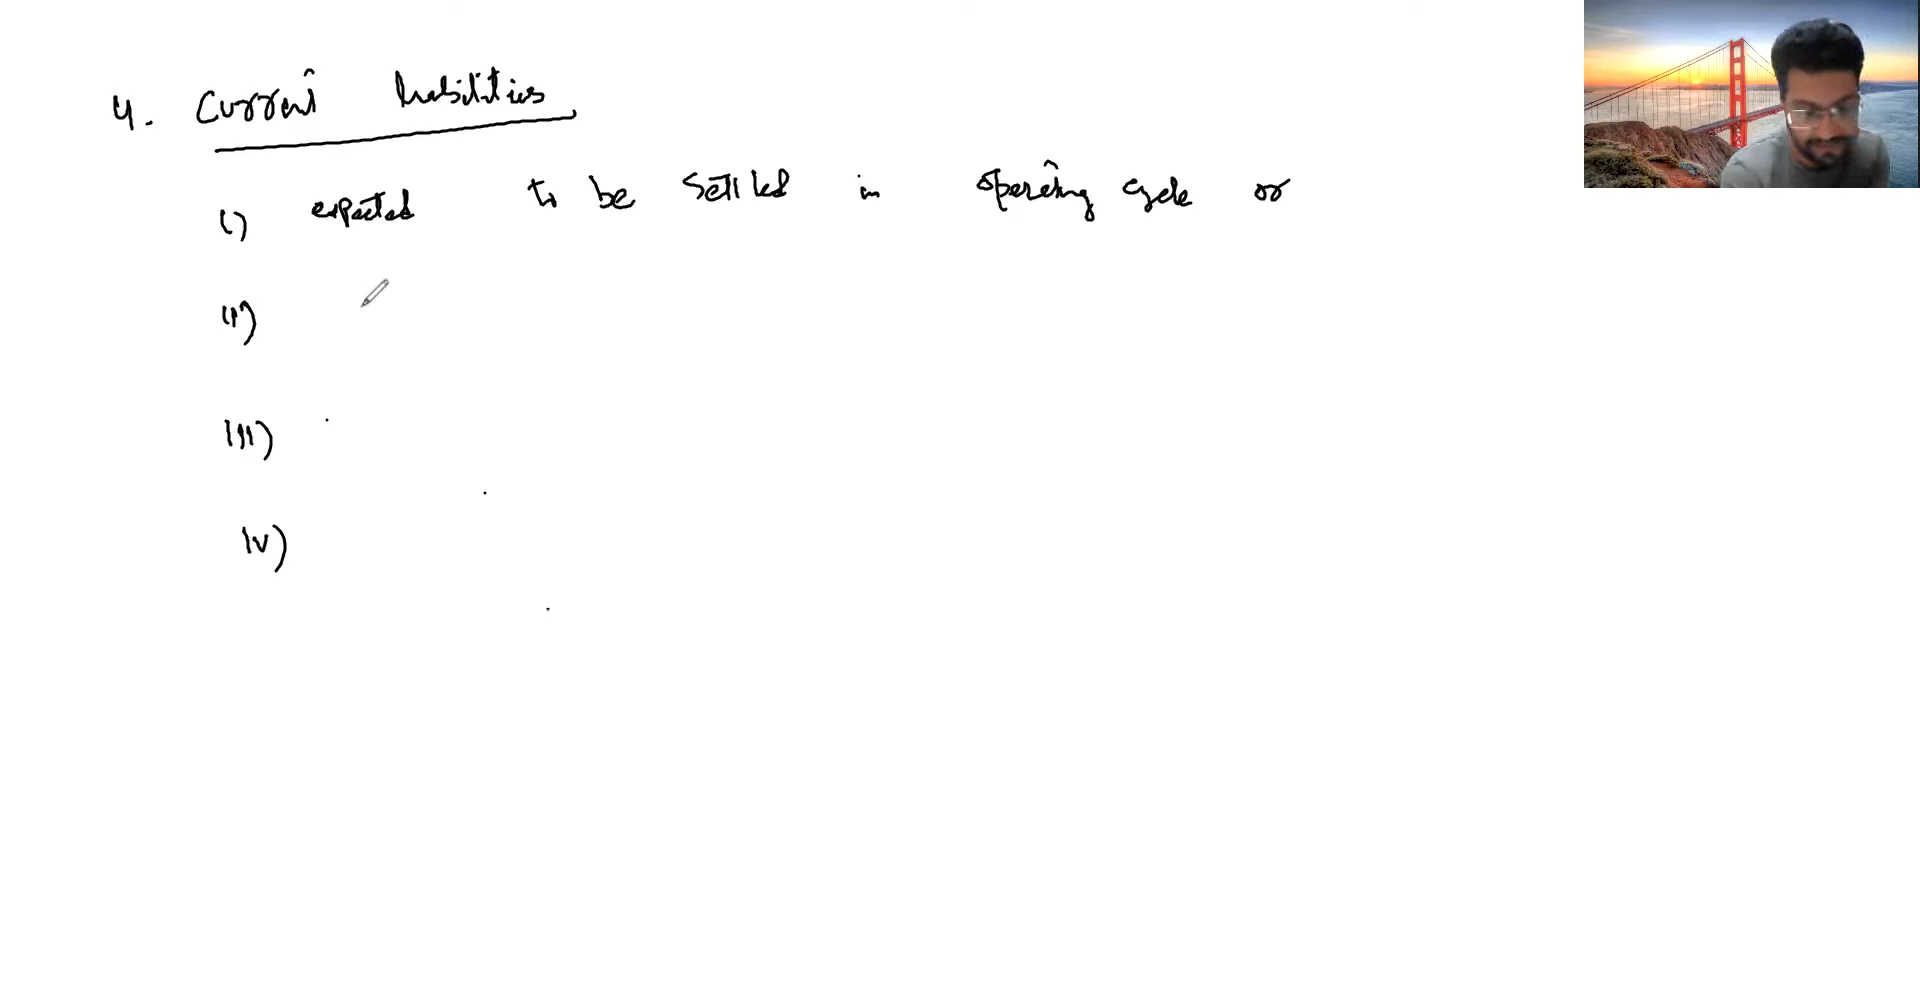 4. Current liabilities
i) expected to be settled in operating cycle or
ii)
iii)
iv)